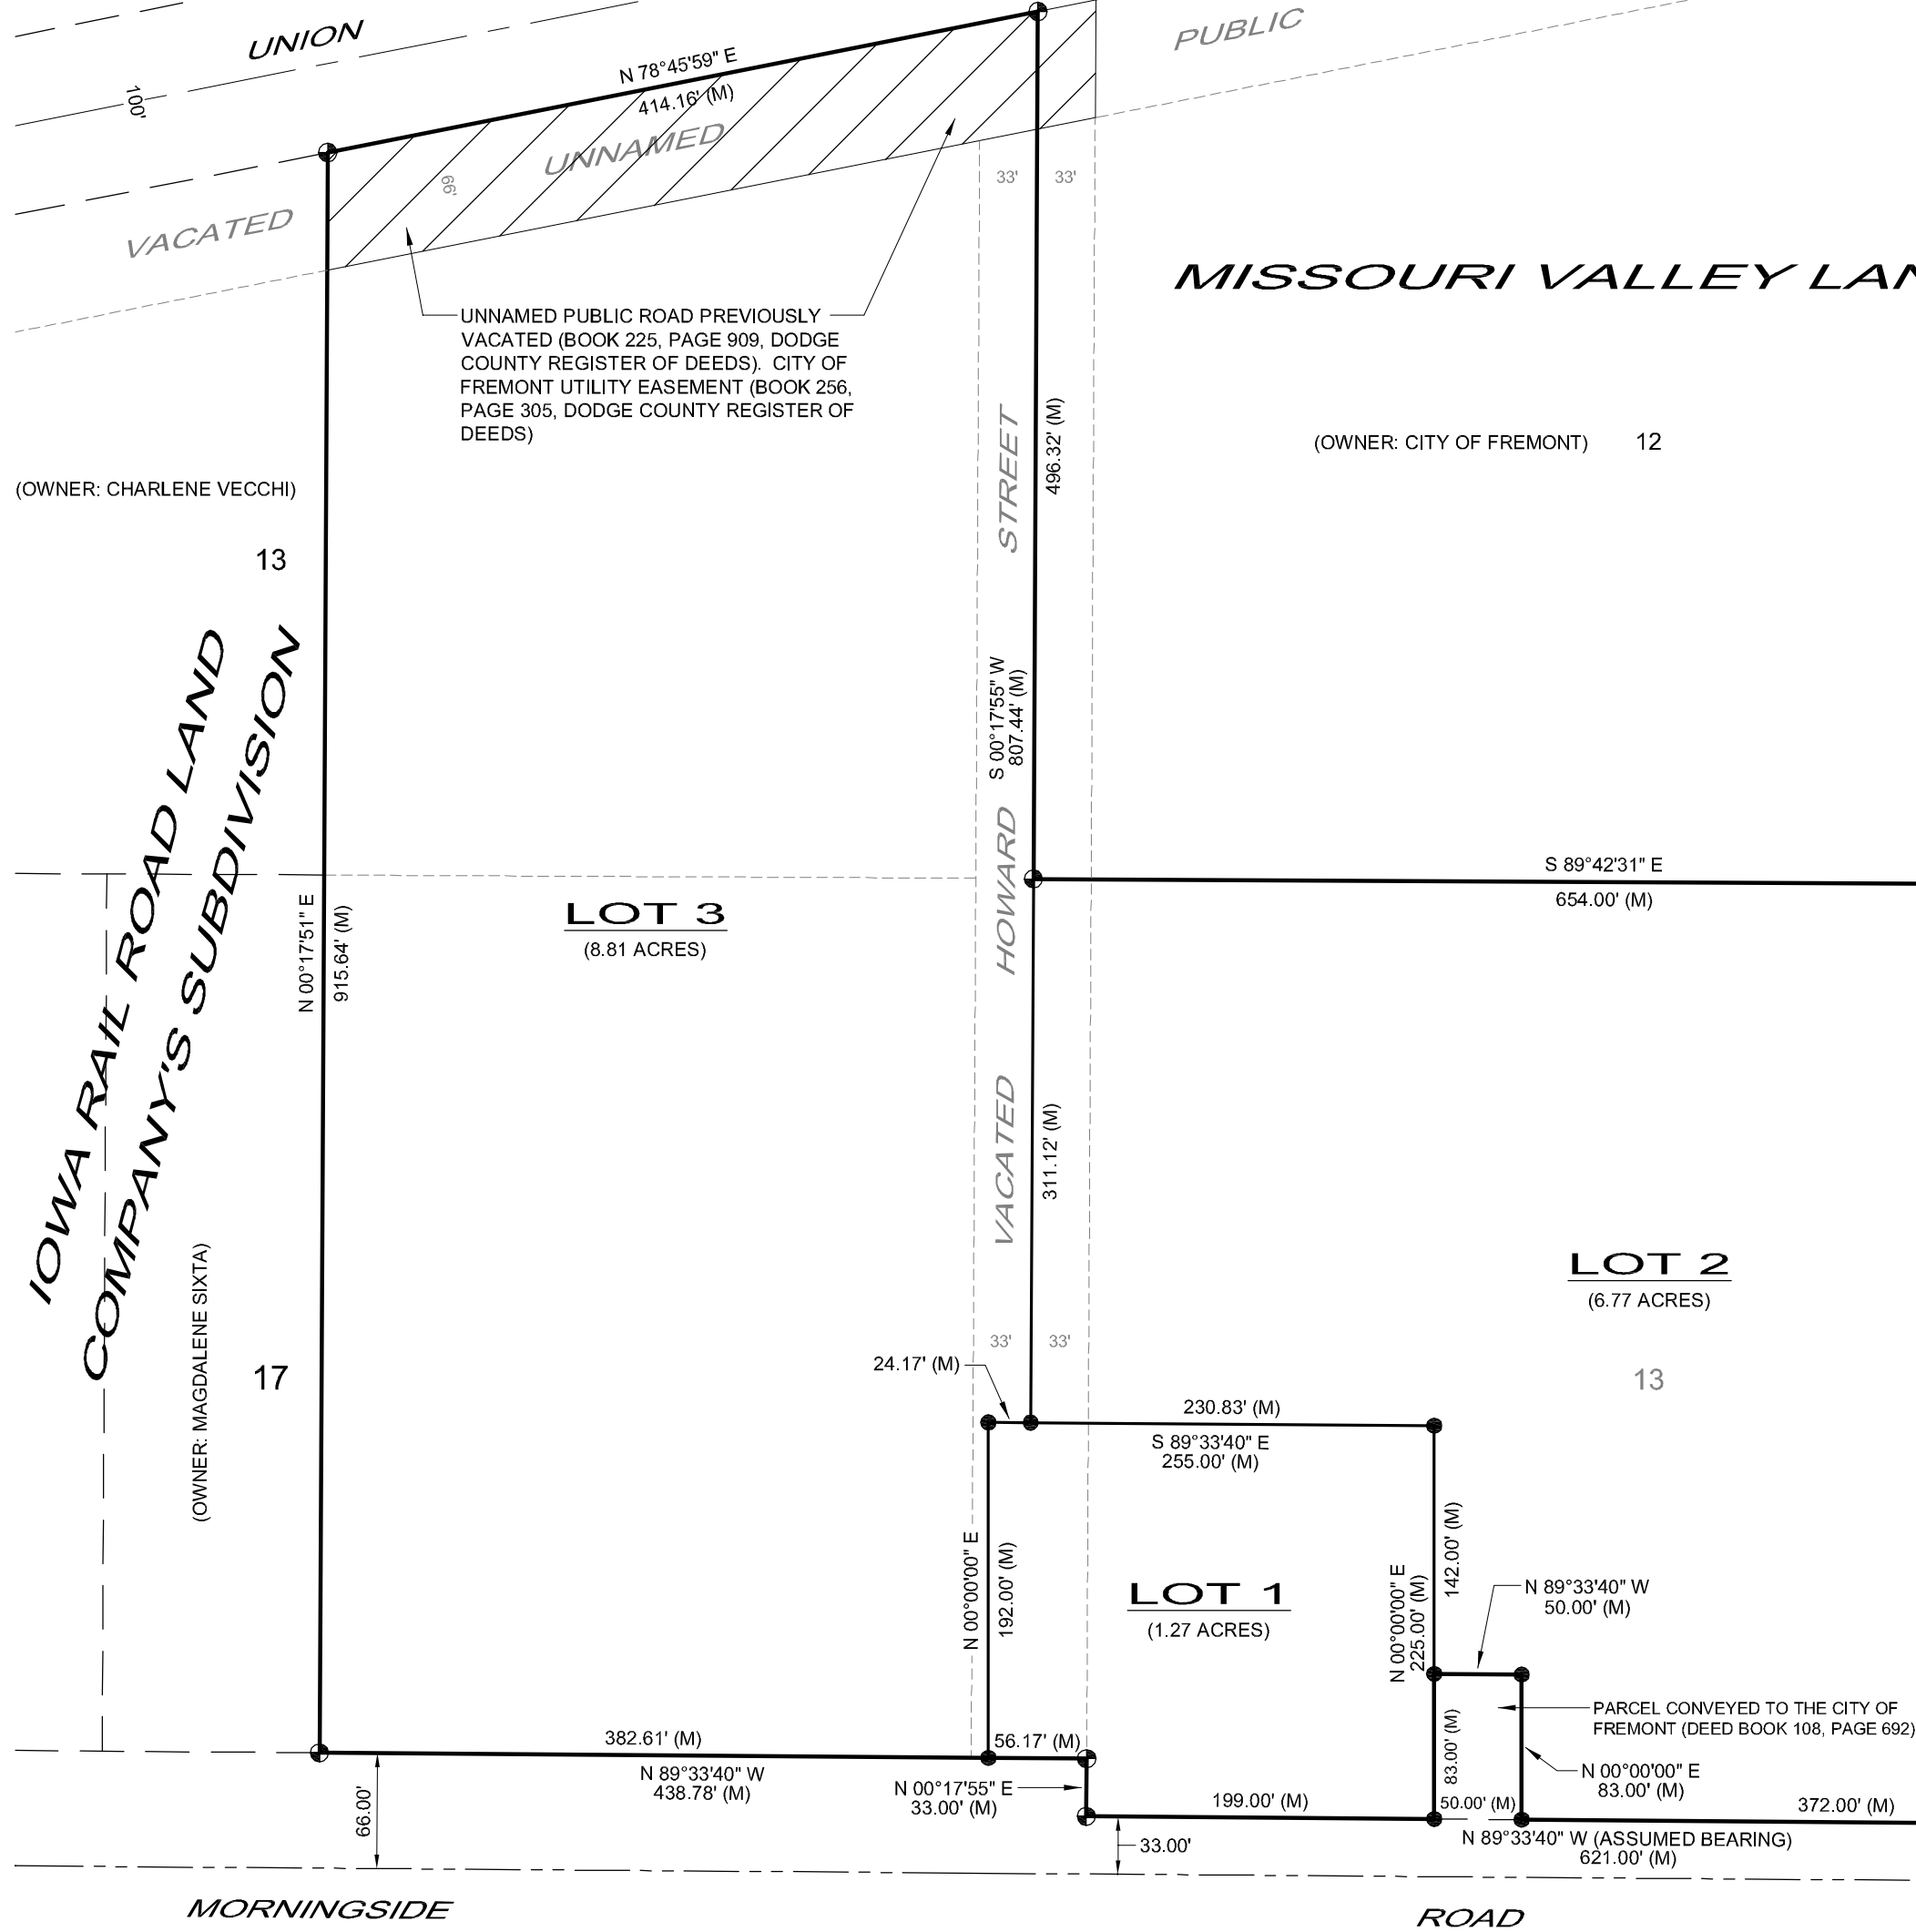 UNION
PUBLIC
N 78°45'59" E
414.16' (M)
100'
UNNAMED
66'
33'
33'
VACATED
MISSOURI VALLEY LAN
UNNAMED PUBLIC ROAD PREVIOUSLY
VACATED (BOOK 225, PAGE 909, DODGE
COUNTY REGISTER OF DEEDS). CITY OF
FREMONT UTILITY EASEMENT (BOOK 256,
PAGE 305, DODGE COUNTY REGISTER OF
DEEDS)
STREET
496.32' (M)
(OWNER: CITY OF FREMONT)
12
(OWNER: CHARLENE VECCHI)
13
IOWA RAIL ROAD LAND
COMPANY'S SUBDIVISION
S 00°17'55" W
807.44' (M)
HOWARD
S 89°42'31" E
654.00' (M)
LOT 3
(8.81 ACRES)
N 00°17'51" E
915.64' (M)
VACATED
311.12' (M)
LOT 2
(6.77 ACRES)
13
(OWNER: MAGDALENE SIXTA)
17
33'
33'
24.17' (M)
230.83' (M)
S 89°33'40" E
255.00' (M)
N 00°00'00" E
192.00' (M)
LOT 1
(1.27 ACRES)
N 00°00'00" E
225.00' (M)
142.00' (M)
N 89°33'40" W
50.00' (M)
PARCEL CONVEYED TO THE CITY OF
FREMONT (DEED BOOK 108, PAGE 692)
83.00' (M)
N 00°00'00" E
83.00' (M)
382.61' (M)
N 89°33'40" W
438.78' (M)
56.17' (M)
N 00°17'55" E
33.00' (M)
66.00'
199.00' (M)
50.00' (M)
372.00' (M)
33.00'
N 89°33'40" W (ASSUMED BEARING)
621.00' (M)
MORNINGSIDE
ROAD